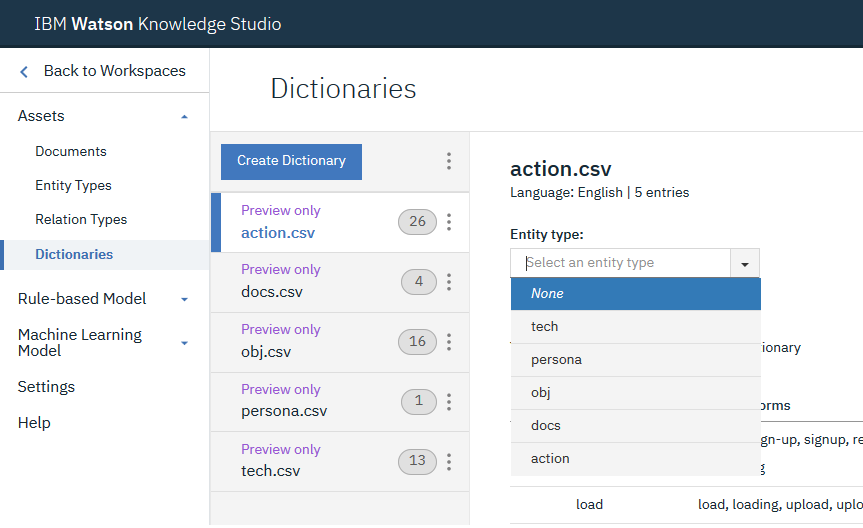 IBM Watson Knowledge Studio
Back to Workspaces
Assets
Documents
Entity Types
Relation Types
Dictionaries
Rule-based Model
Machine Learning
Model
Settings
Help
Dictionaries
Create Dictionary
Preview only
action.csv
26
Preview only
docs.csv
4
Preview only
obj.csv
16
Preview only
persona.csv
1
Preview only
tech.csv
13
action.csv
Language: English | 5 entries
Entity type:
Select an entity type
None
tech
persona
obj
docs
action
ionary
orms
gn-up, signup, re
g
load load, loading, upload, uplo